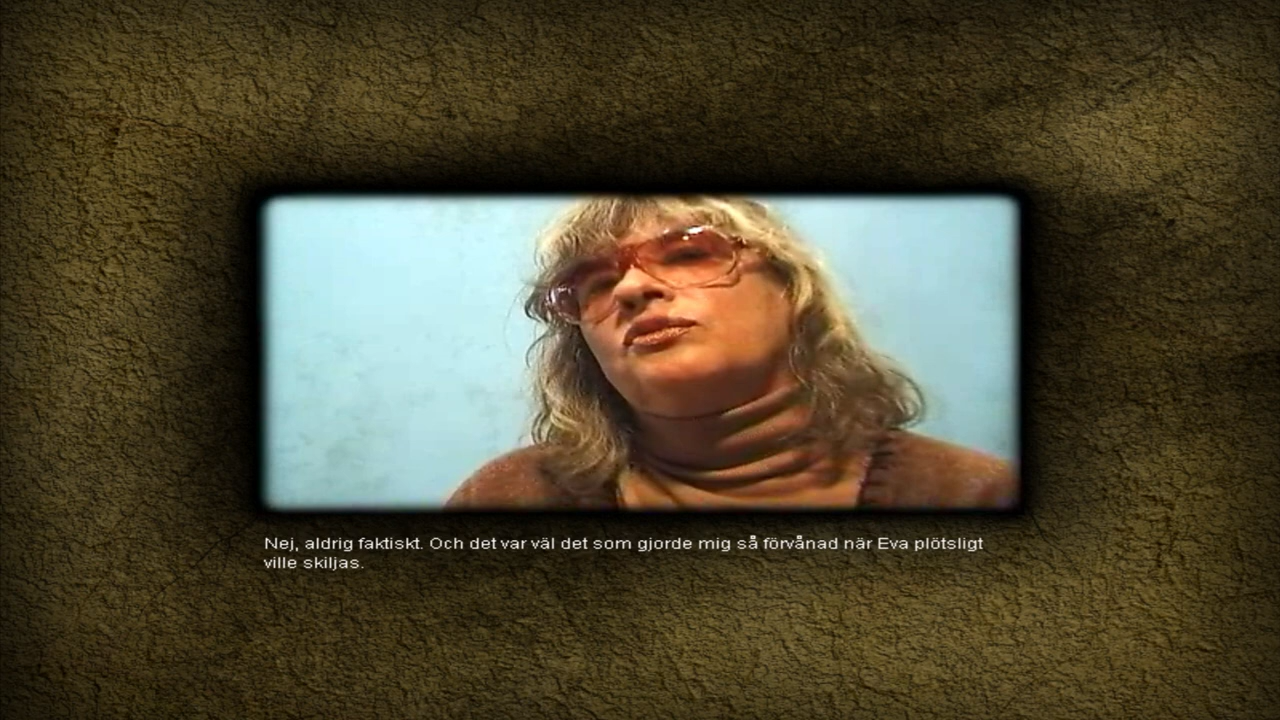 Nej, aldrig faktiskt. Och det var väl det som gjorde mig så förvånad när Eva plötsligt
ville skiljas.